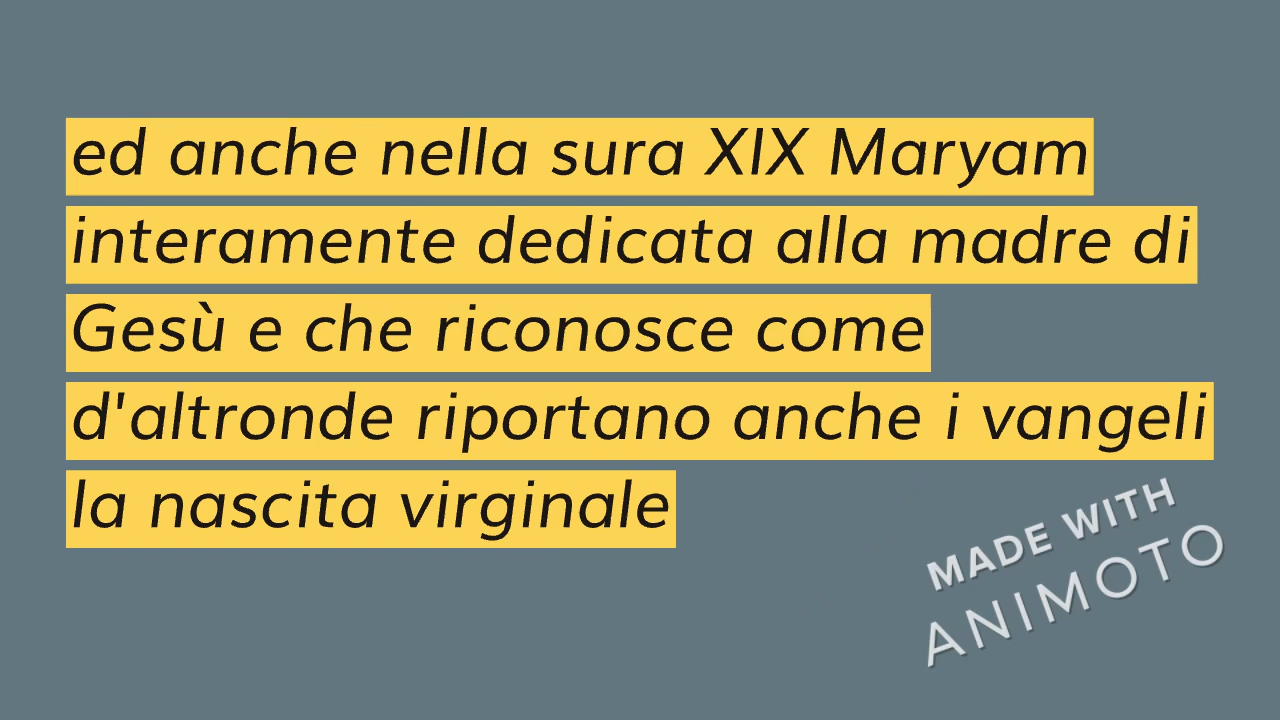 ed anche nella sura XIX Maryam
interamente dedicata alla madre di
Gesù e che riconosce come
d'altronde riportano anche i vangeli
la nascita virginale
MADE WITH
ANIMOTO